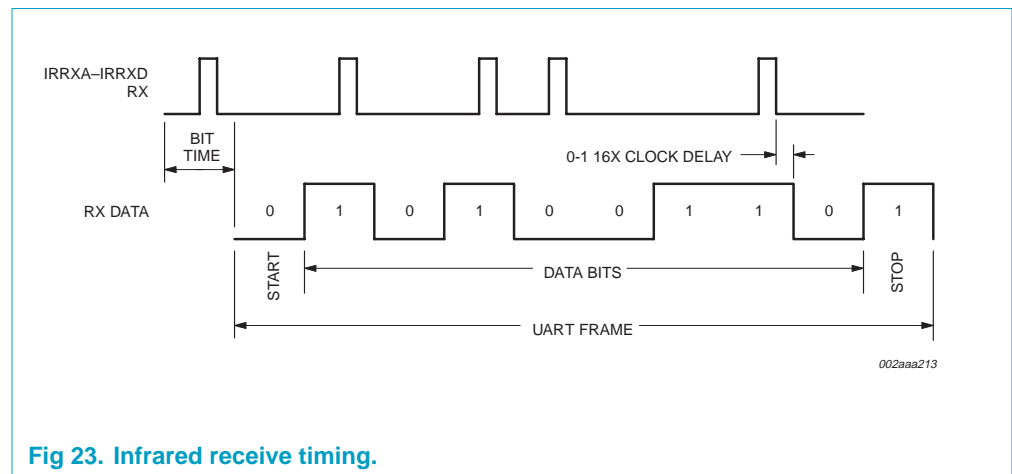 IRRXA–IRRXD
RX
BIT
TIME
0-1 16X CLOCK DELAY
RX DATA
0 1 0 1 0 0 1 1 0 1
START
DATA BITS
STOP
UART FRAME
002aaa213
Fig 23. Infrared receive timing.